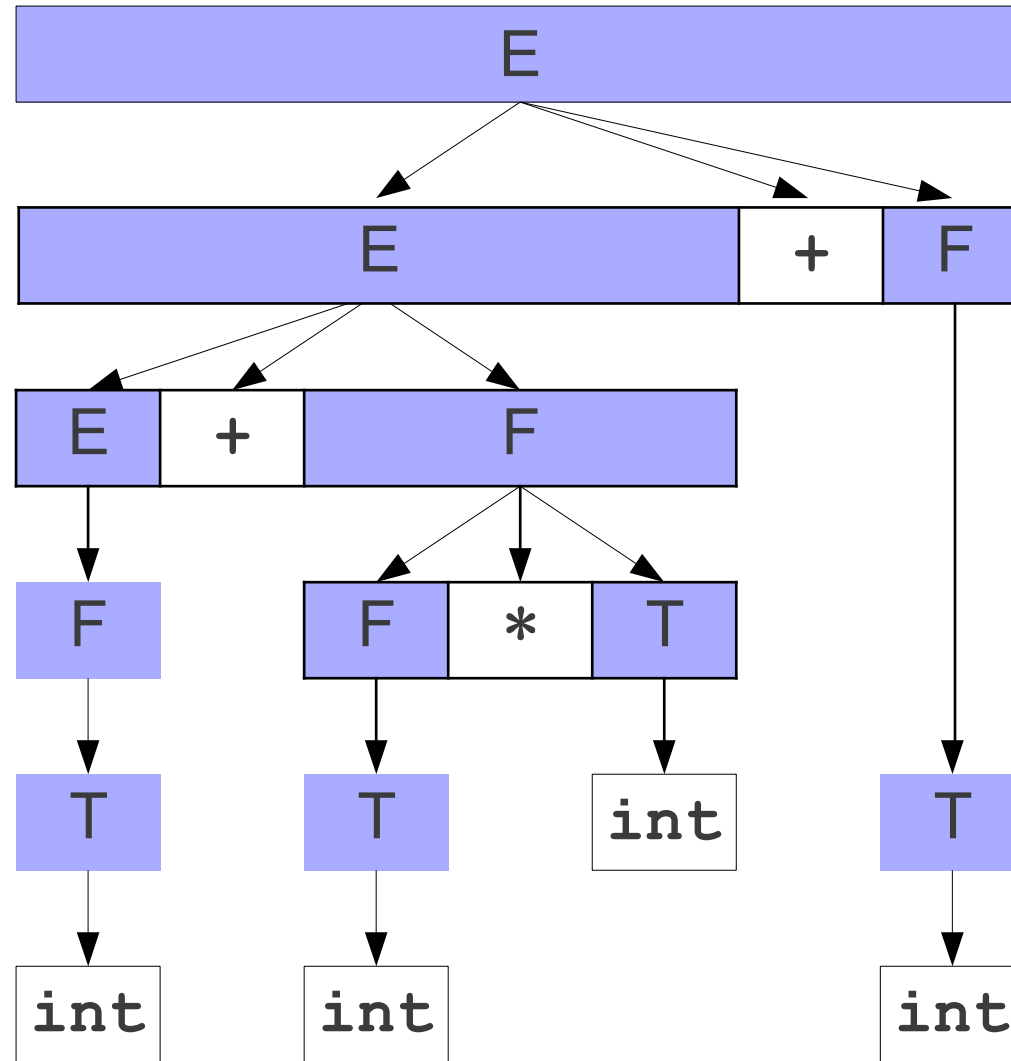 E
E + F
E + F
F F * T
T T int T
int int int